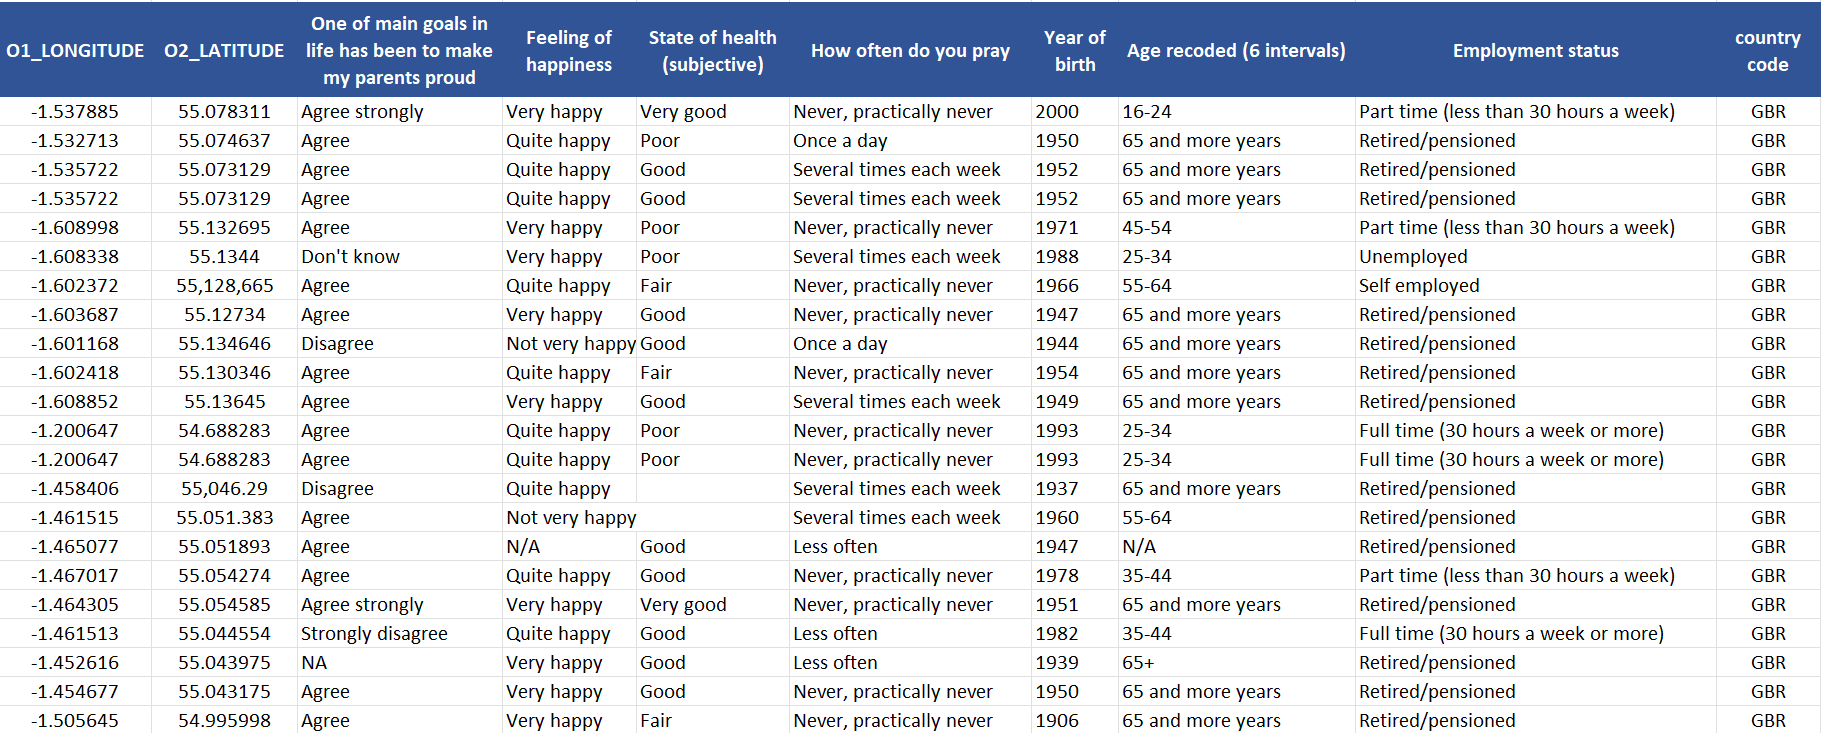 O1_LONGITUDE O2_LATITUDE One of main goals in life has been to make my parents proud Feeling of happiness State of health (subjective) How often do you pray Year of birth Age recoded (6 intervals) Employment status country code
-1.537885 55.078311 Agree strongly Very happy Very good Never, practically never 2000 16-24 Part time (less than 30 hours a week) GBR
-1.532713 55.074637 Agree Quite happy Poor Once a day 1950 65 and more years Retired/pensioned GBR
-1.535722 55.073129 Agree Quite happy Good Several times each week 1952 65 and more years Retired/pensioned GBR
-1.535722 55.073129 Agree Quite happy Good Several times each week 1952 65 and more years Retired/pensioned GBR
-1.608998 55.132695 Agree Very happy Poor Never, practically never 1971 45-54 Part time (less than 30 hours a week) GBR
-1.608338 55.1344 Don't know Very happy Poor Several times each week 1988 25-34 Unemployed GBR
-1.602372 55,128,665 Agree Quite happy Fair Never, practically never 1966 55-64 Self employed GBR
-1.603687 55.12734 Agree Very happy Good Never, practically never 1947 65 and more years Retired/pensioned GBR
-1.601168 55.134646 Disagree Not very happy Good Once a day 1944 65 and more years Retired/pensioned GBR
-1.602418 55.130346 Agree Quite happy Fair Never, practically never 1954 65 and more years Retired/pensioned GBR
-1.608852 55.13645 Agree Very happy Good Several times each week 1949 65 and more years Retired/pensioned GBR
-1.200647 54.688283 Agree Quite happy Poor Never, practically never 1993 25-34 Full time (30 hours a week or more) GBR
-1.200647 54.688283 Agree Quite happy Poor Never, practically never 1993 25-34 Full time (30 hours a week or more) GBR
-1.458406 55,046.29 Disagree Quite happy Several times each week 1937 65 and more years Retired/pensioned GBR
-1.461515 55.051.383 Agree Not very happy Several times each week 1960 55-64 Retired/pensioned GBR
-1.465077 55.051893 Agree N/A Good Less often 1947 N/A Retired/pensioned GBR
-1.467017 55.054274 Agree Quite happy Good Never, practically never 1978 35-44 Part time (less than 30 hours a week) GBR
-1.464305 55.054585 Agree strongly Very happy Very good Never, practically never 1951 65 and more years Retired/pensioned GBR
-1.461513 55.044554 Strongly disagree Quite happy Good Less often 1982 35-44 Full time (30 hours a week or more) GBR
-1.452616 55.043975 NA Very happy Good Less often 1939 65+ Retired/pensioned GBR
-1.454677 55.043175 Agree Very happy Good Never, practically never 1950 65 and more years Retired/pensioned GBR
-1.505645 54.995998 Agree Very happy Fair Never, practically never 1906 65 and more years Retired/pensioned GBR